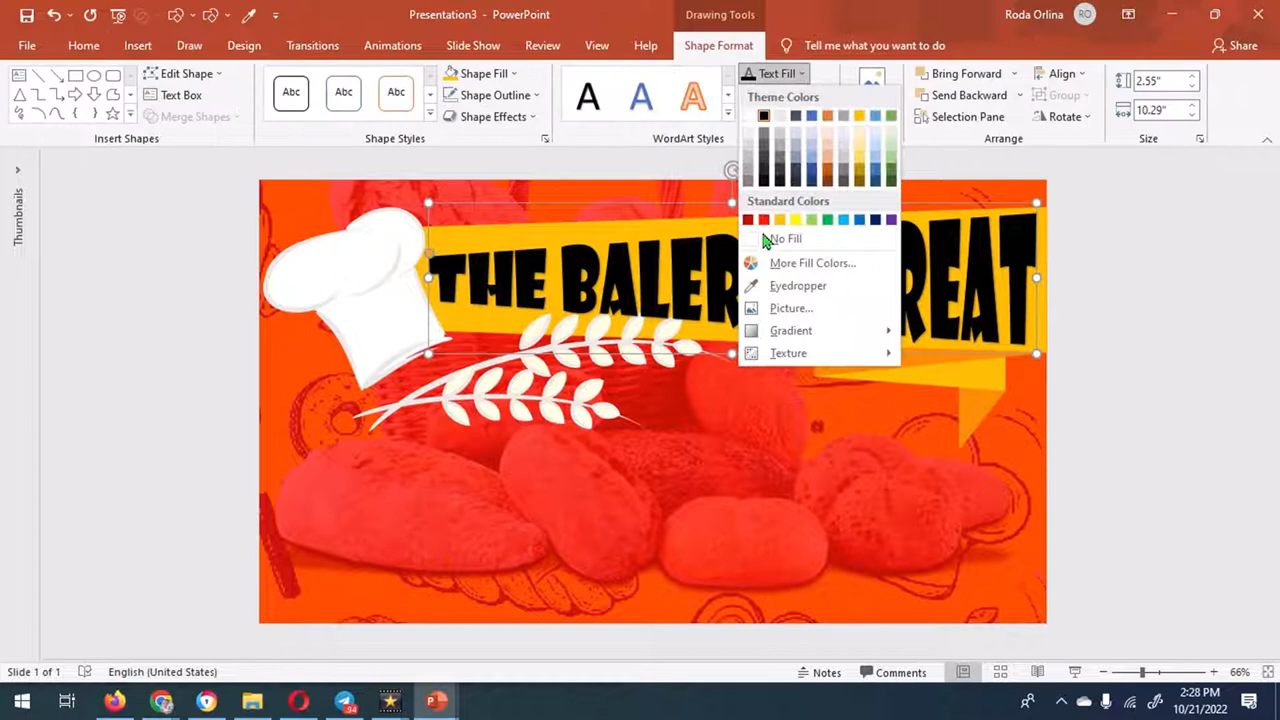 Presentation3 - PowerPoint
Drawing Tools
Roda Orlina
RO
File Home Insert Draw Design Transitions Animations Slide Show Review View Help Shape Format Tell me what you want to do Share
Edit Shape
Text Box
Merge Shapes
Insert Shapes
Abc Abc Abc
Shape Fill
Shape Outline
Shape Effects
Shape Styles
A A A
WordArt Styles
A Text Fill
Theme Colors
Standard Colors
No Fill
More Fill Colors...
Eyedropper
Picture...
Gradient
Texture
Bring Forward
Send Backward
Selection Pane
Align
Group
Rotate
Arrange
2.55"
10.29"
Size
Thumbnails
THE BALER
REAT
Slide 1 of 1
English (United States)
Notes
Comments
66%
94
2:28 PM
10/21/2022